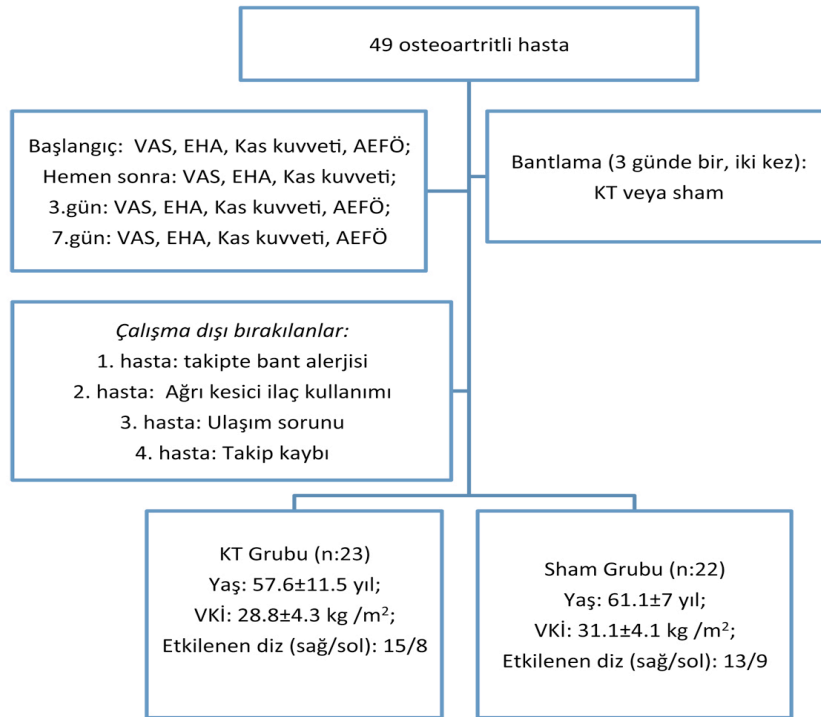 49 osteoartritli hasta
Başlangıç: VAS, EHA, Kas kuvveti, AEFÖ;
Hemen sonra: VAS, EHA, Kas kuvveti;
3.gün: VAS, EHA, Kas kuvveti, AEFÖ;
7.gün: VAS, EHA, Kas kuvveti, AEFÖ
Bantlama (3 günde bir, iki kez):
KT veya sham
Çalışma dışı bırakılanlar:
1. hasta: takipte bant alerjisi
2. hasta: Ağrı kesici ilaç kullanımı
3. hasta: Ulaşım sorunu
4. hasta: Takip kaybı
KT Grubu (n:23)
Yaş: 57.6±11.5 yıl;
VKİ: 28.8±4.3 kg /m²;
Etkilenen diz (sağ/sol): 15/8
Sham Grubu (n:22)
Yaş: 61.1±7 yıl;
VKİ: 31.1±4.1 kg /m²;
Etkilenen diz (sağ/sol): 13/9